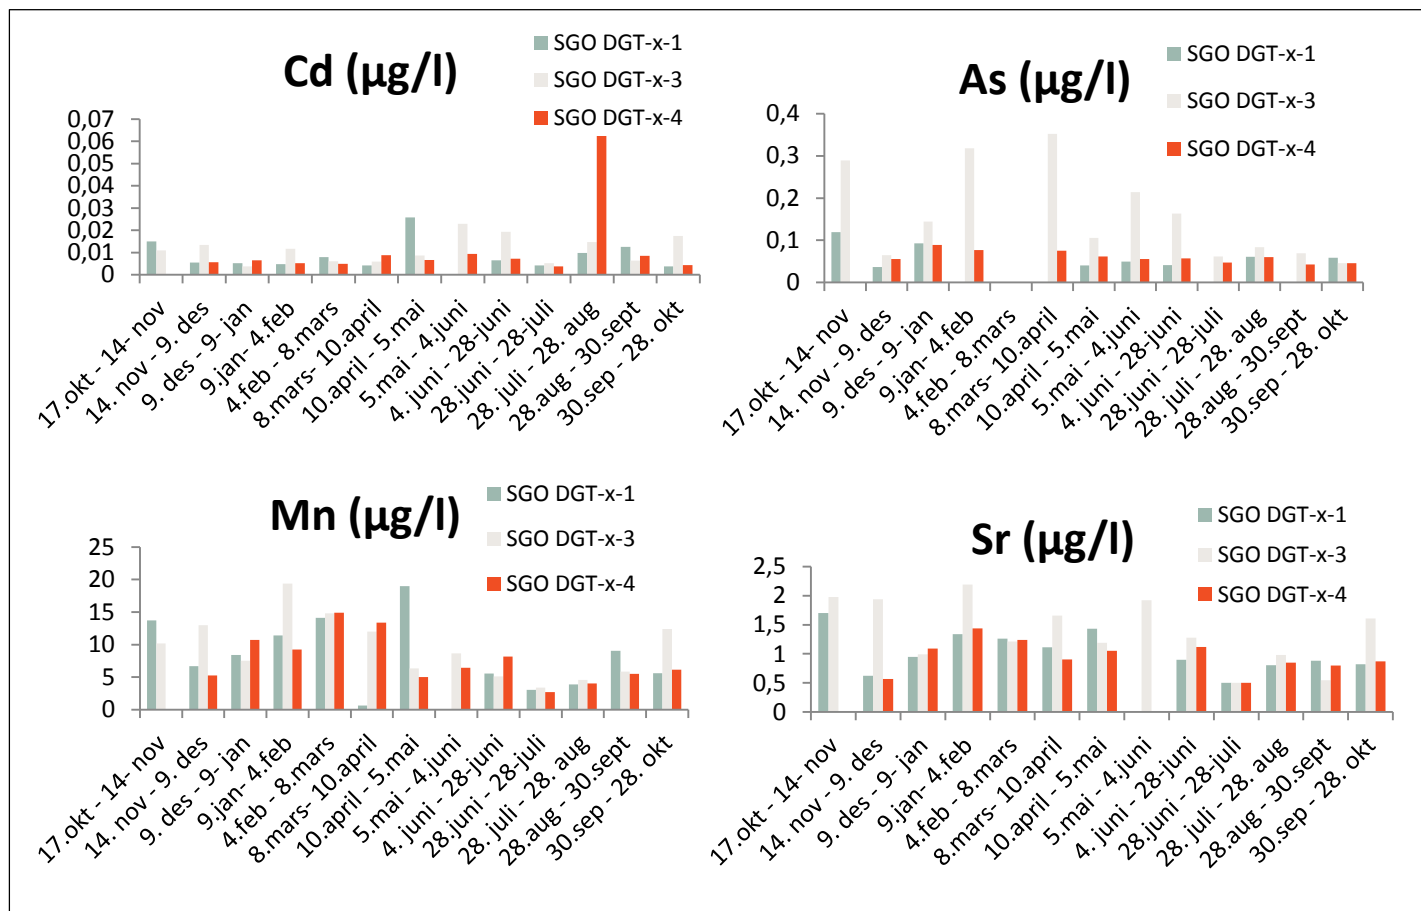 Cd (µg/l)
SGO DGT-x-1
SGO DGT-x-3
SGO DGT-x-4
0,07
0,06
0,05
0,04
0,03
0,02
0,01
0
17.okt - 14- nov
14. nov - 9. des
9. des - 9- jan
9.jan- 4.feb
4.feb - 8.mars
8.mars- 10.april
10.april - 5.mai
5.mai - 4.juni
4. juni - 28-juni
28.juni - 28-juli
28. juli - 28. aug
28.aug - 30.sept
30.sep - 28. okt
As (µg/l)
SGO DGT-x-1
SGO DGT-x-3
SGO DGT-x-4
0,4
0,3
0,2
0,1
0
17.okt - 14- nov
14. nov - 9. des
9. des - 9- jan
9.jan- 4.feb
4.feb - 8.mars
8.mars- 10.april
10.april - 5.mai
5.mai - 4.juni
4. juni - 28-juni
28.juni - 28-juli
28. juli - 28. aug
28.aug - 30.sept
30.sep - 28. okt
Mn (µg/l)
SGO DGT-x-1
SGO DGT-x-3
SGO DGT-x-4
25
20
15
10
5
0
17.okt - 14- nov
14. nov - 9. des
9. des - 9- jan
9.jan- 4.feb
4.feb - 8.mars
8.mars- 10.april
10.april - 5.mai
5.mai - 4.juni
4. juni - 28-juni
28.juni - 28-juli
28. juli - 28. aug
28.aug - 30.sept
30.sep - 28. okt
Sr (µg/l)
SGO DGT-x-1
SGO DGT-x-3
SGO DGT-x-4
2,5
2
1,5
1
0,5
0
17.okt - 14- nov
14. nov - 9. des
9. des - 9- jan
9.jan- 4.feb
4.feb - 8.mars
8.mars- 10.april
10.april - 5.mai
5.mai - 4.juni
4. juni - 28-juni
28.juni - 28-juli
28. juli - 28. aug
28.aug - 30.sept
30.sep - 28. okt